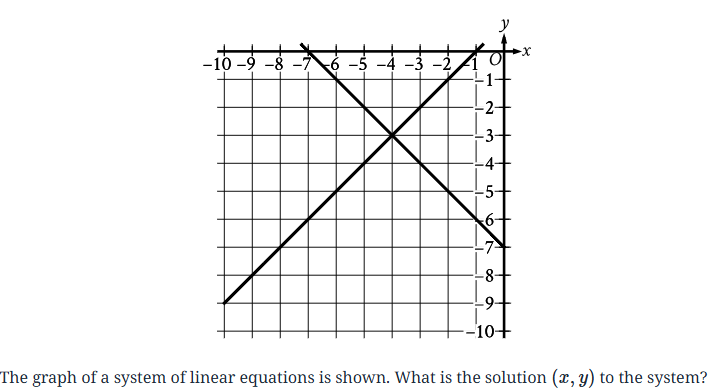 y
x
-10 -9 -8 -7 -6 -5 -4 -3 -2 -1 O
-1
-2
-3
-4
-5
-6
-7
-8
-9
-10
The graph of a system of linear equations is shown. What is the solution (x, y) to the system?